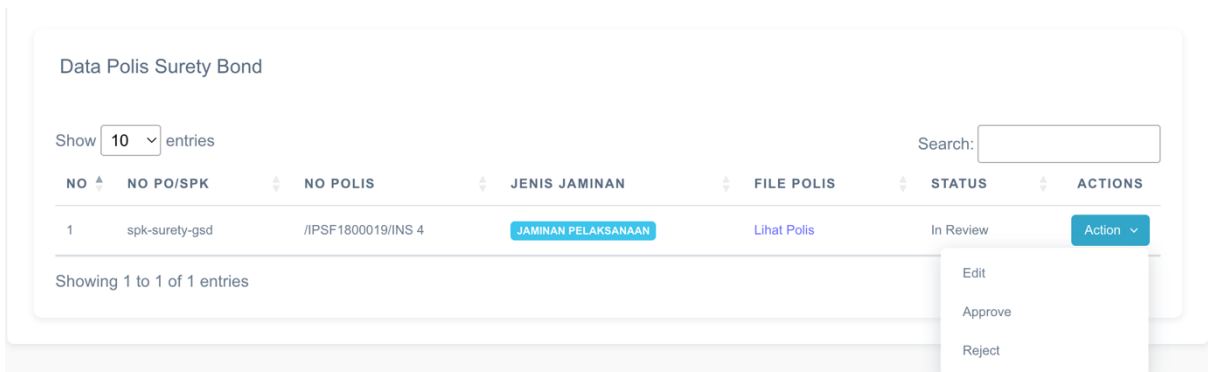 Data Polis Surety Bond
Show 10 entries
Search:
NO NO PO/SPK NO POLIS JENIS JAMINAN FILE POLIS STATUS ACTIONS
1 spk-surety-gsd /IPSF1800019/INS 4 JAMINAN PELAKSANAAN Lihat Polis In Review Action
Showing 1 to 1 of 1 entries
Edit
Approve
Reject